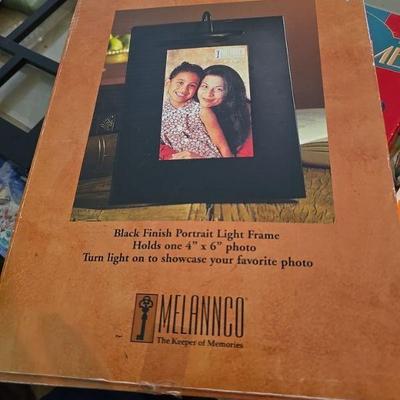 Black Finish Portrait Light Frame
Holds one 4" x 6" photo
Turn light on to showcase your favorite photo
MELANNCO
The Keeper of Memories